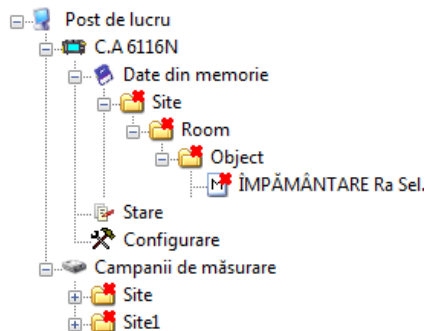 Post de lucru
C.A 6116N
Date din memorie
Site
Room
Object
ÎMPĂMÂNTARE Ra Sel.
Stare
Configurare
Campanii de măsurare
Site
Site1